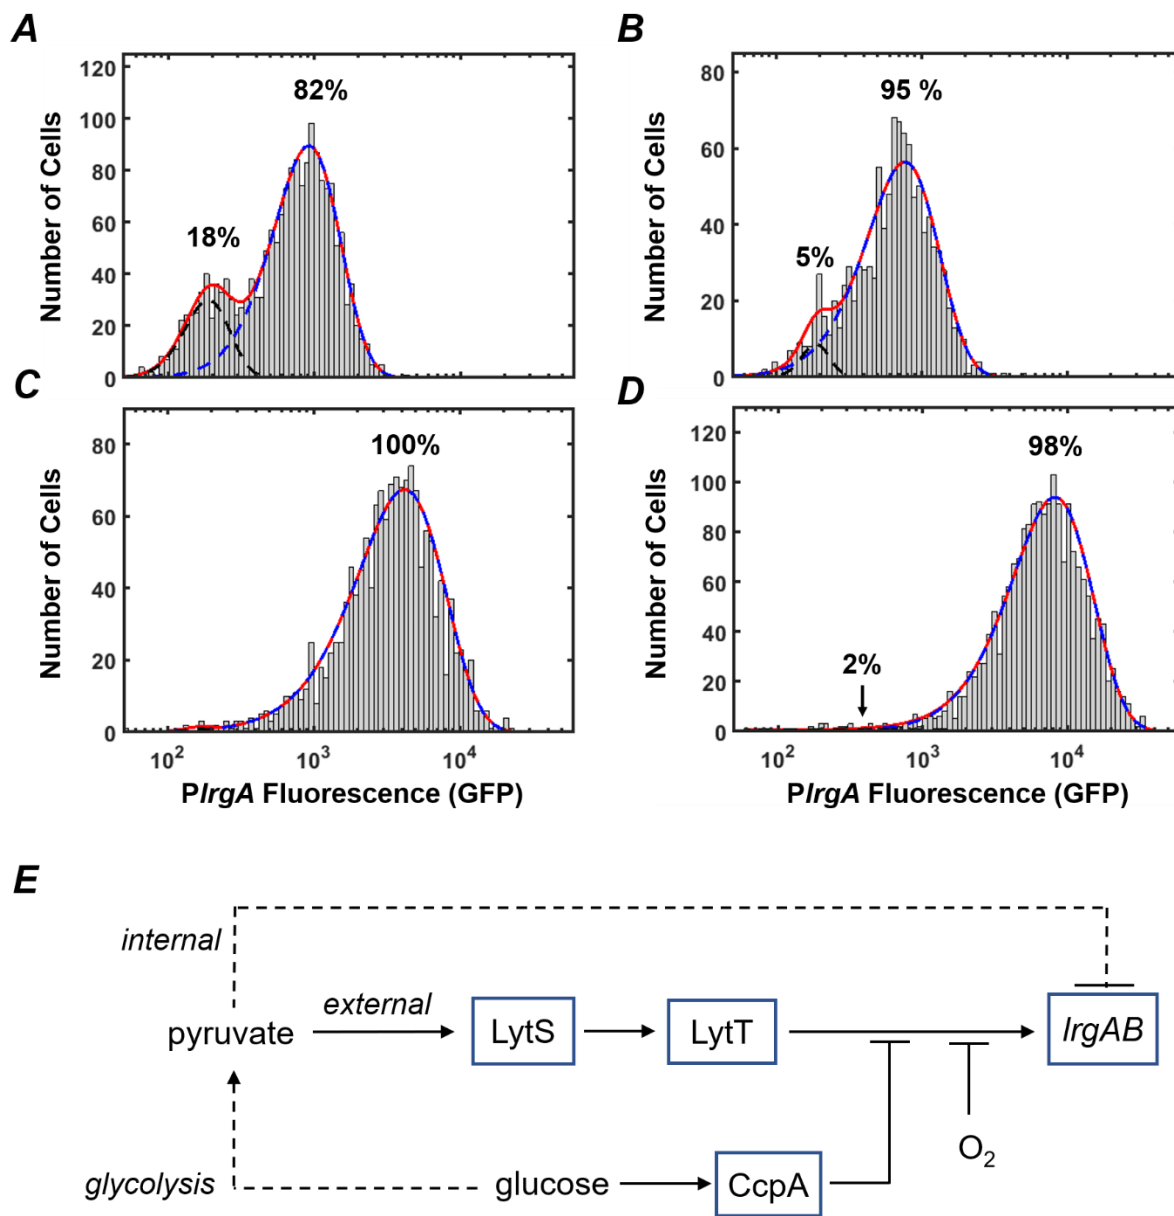 A
120
100
80
60
40
20
0
Number of Cells
18%
82%
B
80
60
40
20
0
Number of Cells
5%
95 %
C
80
60
40
20
0
Number of Cells
100%
10²
10³
10⁴
PlrgA Fluorescence (GFP)
D
120
100
80
60
40
20
0
Number of Cells
2%
98%
10²
10³
10⁴
PlrgA Fluorescence (GFP)
E
internal
pyruvate
external
LytS
LytT
lrgAB
O₂
glycolysis
glucose
CcpA